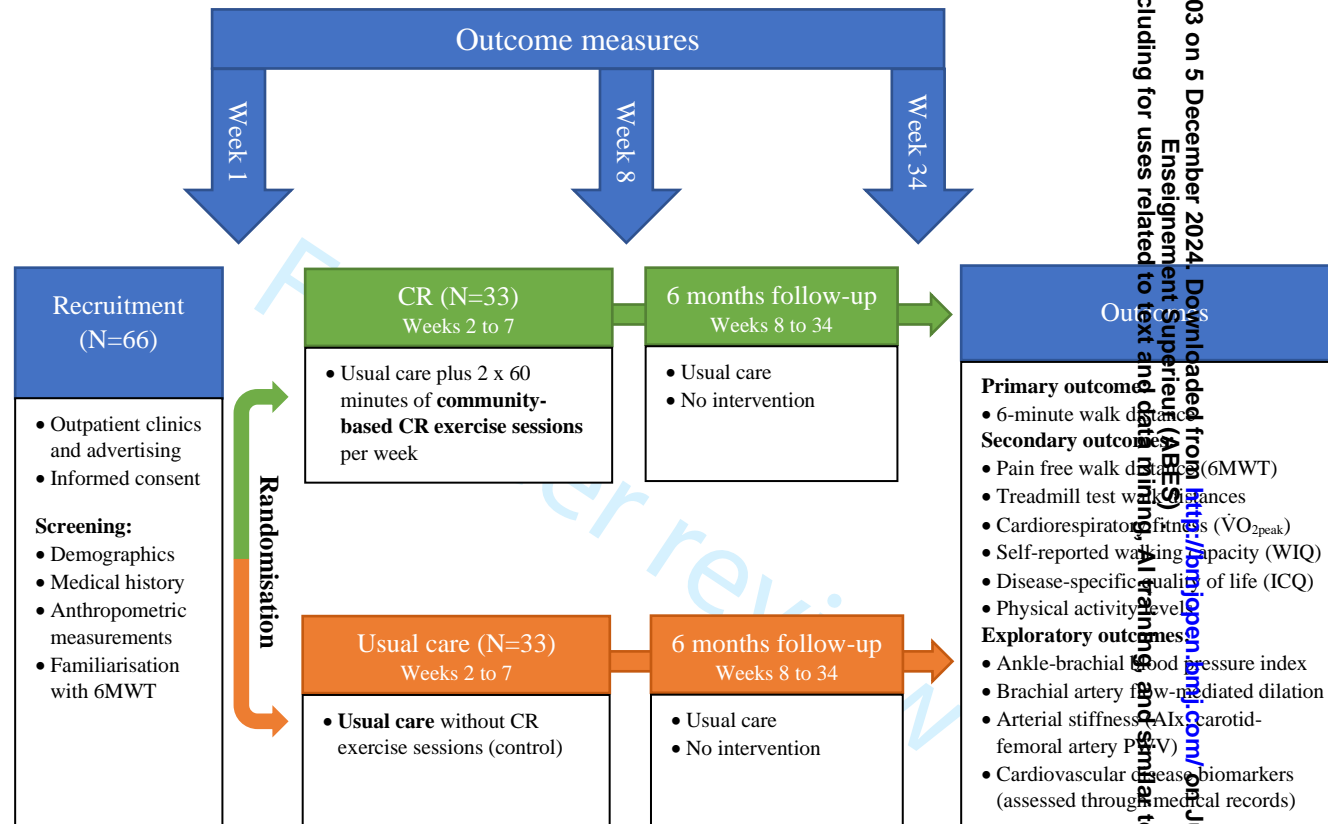 Outcome measures
Week 1
Week 8
Week 34
Recruitment
(N=66)
• Outpatient clinics
and advertising
• Informed consent
Screening:
• Demographics
• Medical history
• Anthropometric
measurements
• Familiarisation
with 6MWT
Randomisation
CR (N=33)
Weeks 2 to 7
• Usual care plus 2 x 60
minutes of community-
based CR exercise sessions
per week
6 months follow-up
Weeks 8 to 34
• Usual care
• No intervention
Usual care (N=33)
Weeks 2 to 7
• Usual care without CR
exercise sessions (control)
6 months follow-up
Weeks 8 to 34
• Usual care
• No intervention
Outcomes
Primary outcome:
• 6-minute walk distance
Secondary outcomes:
• Pain free walk distance (6MWT)
• Treadmill test walk distances
• Cardiorespiratory fitness (V̇O2peak)
• Self-reported walking capacity (WIQ)
• Disease-specific quality of life (ICQ)
• Physical activity levels
Exploratory outcomes:
• Ankle-brachial blood pressure index
• Brachial artery flow-mediated dilation
• Arterial stiffness (AIx, carotid-
femoral artery PWV)
• Cardiovascular disease biomarkers
(assessed through medical records)
er review
03 on 5 December 2024. Downloaded from http://bmjopen.bmj.com/ on
Enseignement Superieur (ABES) .
cluding for uses related to text and data mining, AI training, and similar